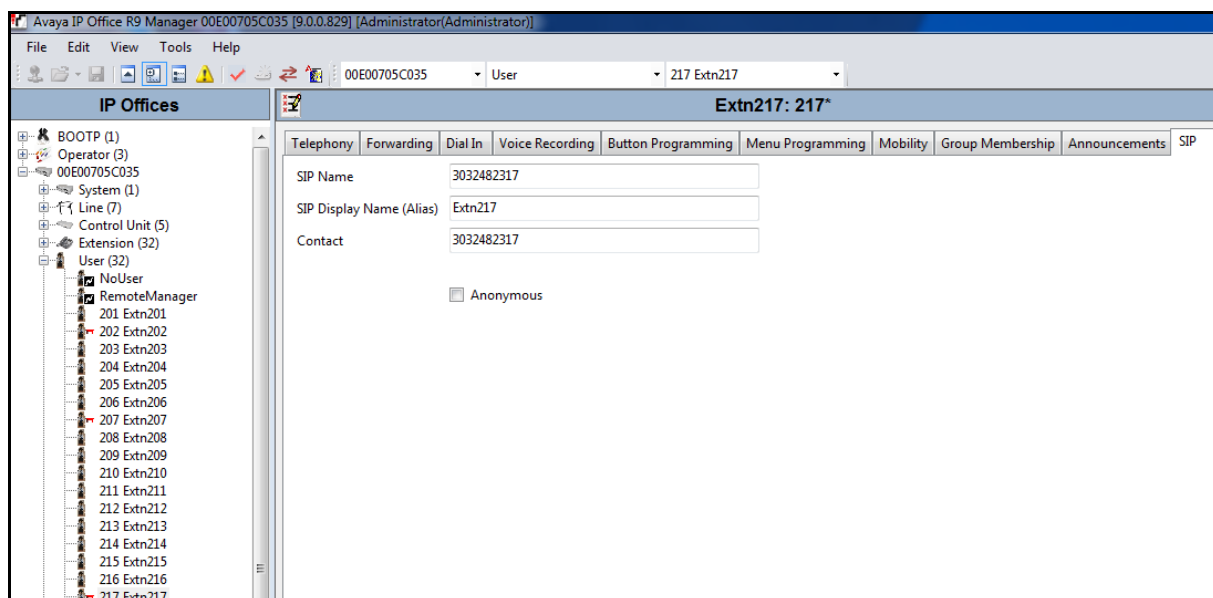 Avaya IP Office R9 Manager 00E00705C035 [9.0.0.829] [Administrator(Administrator)]
File Edit View Tools Help
00E00705C035 User 217 Extn217
IP Offices
Extn217: 217*
BOOTP (1)
Operator (3)
00E00705C035
System (1)
Line (7)
Control Unit (5)
Extension (32)
User (32)
NoUser
RemoteManager
201 Extn201
202 Extn202
203 Extn203
204 Extn204
205 Extn205
206 Extn206
207 Extn207
208 Extn208
209 Extn209
210 Extn210
211 Extn211
212 Extn212
213 Extn213
214 Extn214
215 Extn215
216 Extn216
217 Extn217
Telephony Forwarding Dial In Voice Recording Button Programming Menu Programming Mobility Group Membership Announcements SIP
SIP Name 3032482317
SIP Display Name (Alias) Extn217
Contact 3032482317
Anonymous